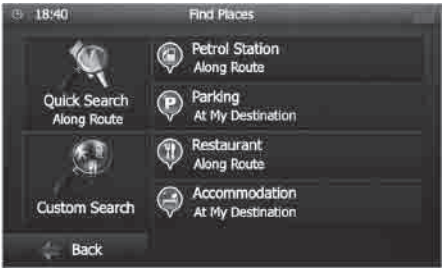 18:40
Find Places
Quick Search
Along Route
Custom Search
Petrol Station
Along Route
P
Parking
At My Destination
Restaurant
Along Route
Accommodation
At My Destination
Back